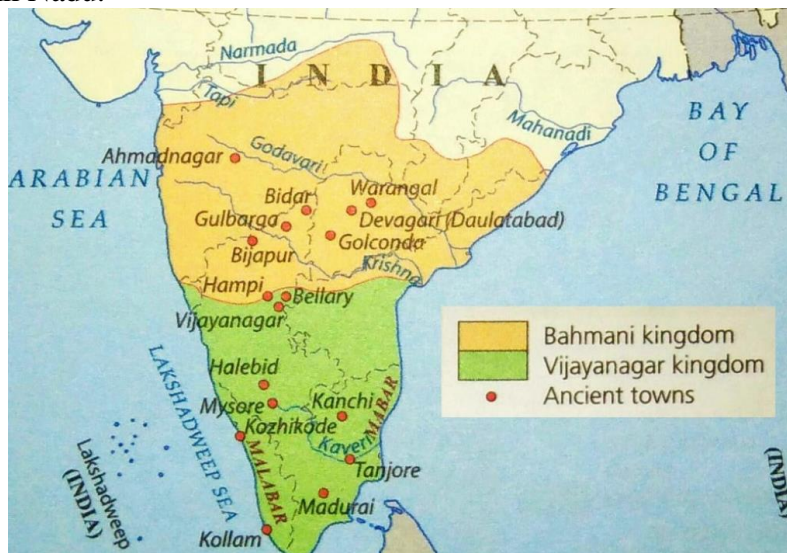 Narmada
I N D I A
Tapi
Mahanadi
BAY
OF
BENGAL
ARABIAN
SEA
Ahmadnagar
Godavari
Bidar
Warangal
Gulbarga
Devagari (Daulatabad)
Golconda
Bijapur
Krishna
Hampi
Bellary
Vijayanagar
Bahmani kingdom
Vijayanagar kingdom
Ancient towns
LAKSHADWEEP SEA
Halebid
Mysore
Kanchi
MABAR
Kozhikode
Kaveri
MALABAR
Tanjore
Lakshadweep
(INDIA)
Madurai
Kollam
(INDIA)